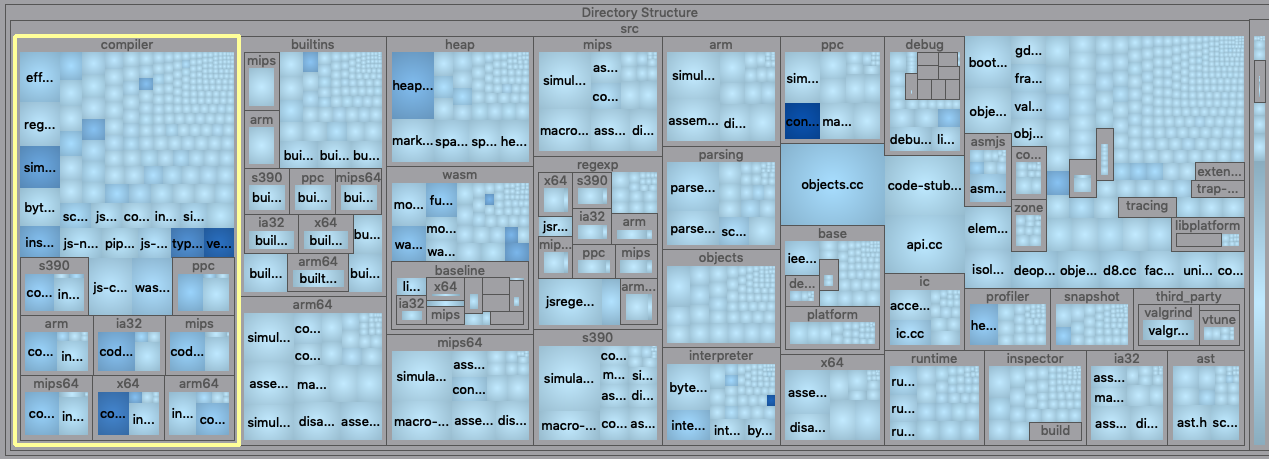 Directory Structure
src
compiler
eff...
reg...
sim...
byt...
sc... js... co... in... si...
ins... js-n... pip... js-... typ... ve...
s390
co... in...
js-c... was...
ppc
arm
co... in...
ia32
cod...
mips
cod...
mips64
co... in...
x64
co... in...
arm64
in... co...
builtins
mips
arm
bui... bui... bu...
s390
bui...
ppc
bui...
mips64
bui...
ia32
buil...
x64
buil...
bu...
buil...
arm64
built...
bui...
arm64
simul... co...
co...
asse... ma...
simul... disa... asse...
heap
heap...
mark... spa... sp... he...
wasm
mo... fu...
mo...
wa... wa...
baseline
li... x64
ia32
mips
mips64
simula... ass...
con...
macro-... asse... dis...
mips
simul... as...
co...
macro... ass... di...
regexp
x64
s390
jsr...
ia32
arm
mip...
ppc
mips
jsrege...
arm...
s390
simula... co...
m... si...
as... di...
macro-... co... as...
arm
simul...
assem... di...
parsing
parse...
parse... sc...
objects
interpreter
byte...
inte... int... by...
ppc
sim...
con... ma...
objects.cc
base
iee...
de...
platform
x64
asse...
disa...
debug
debu... li...
code-stub...
api.cc
ic
acce...
ic.cc
runtime
ru...
ru...
ru...
boot... gd...
fra...
obje... val...
obj...
asmjs
asm...
co...
zone
elem...
isol... deop... obje... d8.cc fac... uni... co...
exten...
trap-...
tracing
libplatform
profiler
he...
snapshot
third_party
valgrind
valgr...
vtune
inspector
build
ia32
ass...
ma...
ass... di...
ast
ast.h sc...